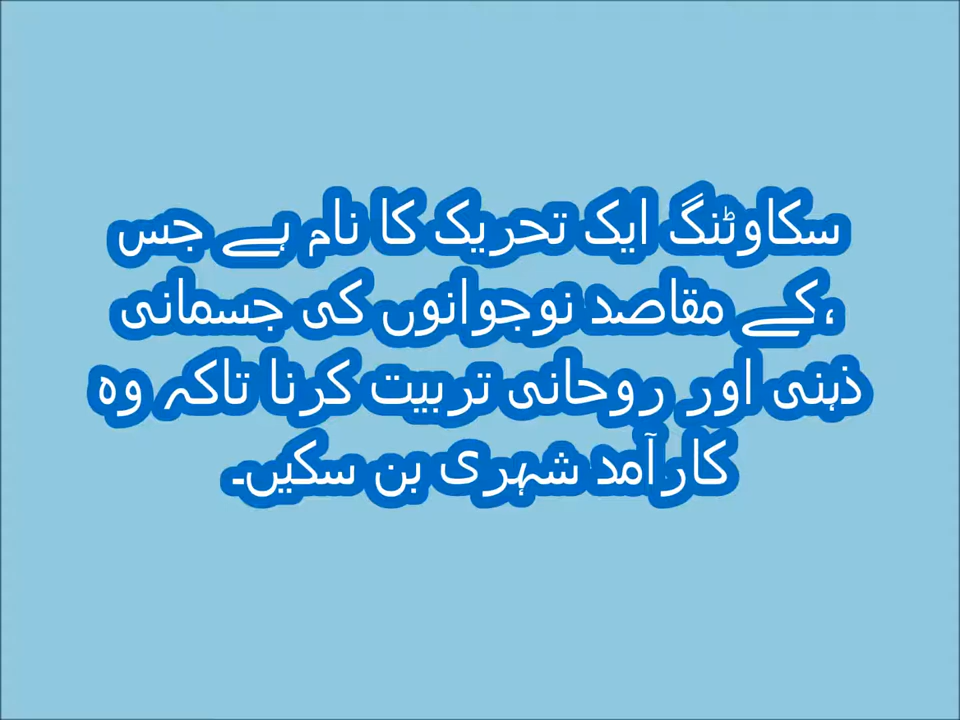 سکاوٹنگ ایک تحریک کا نام ہے جس
،کے مقاصد نوجوانوں کی جسمانی
ذہنی اور روحانی تربیت کرنا تاکہ وہ
کارآمد شہری بن سکیں۔